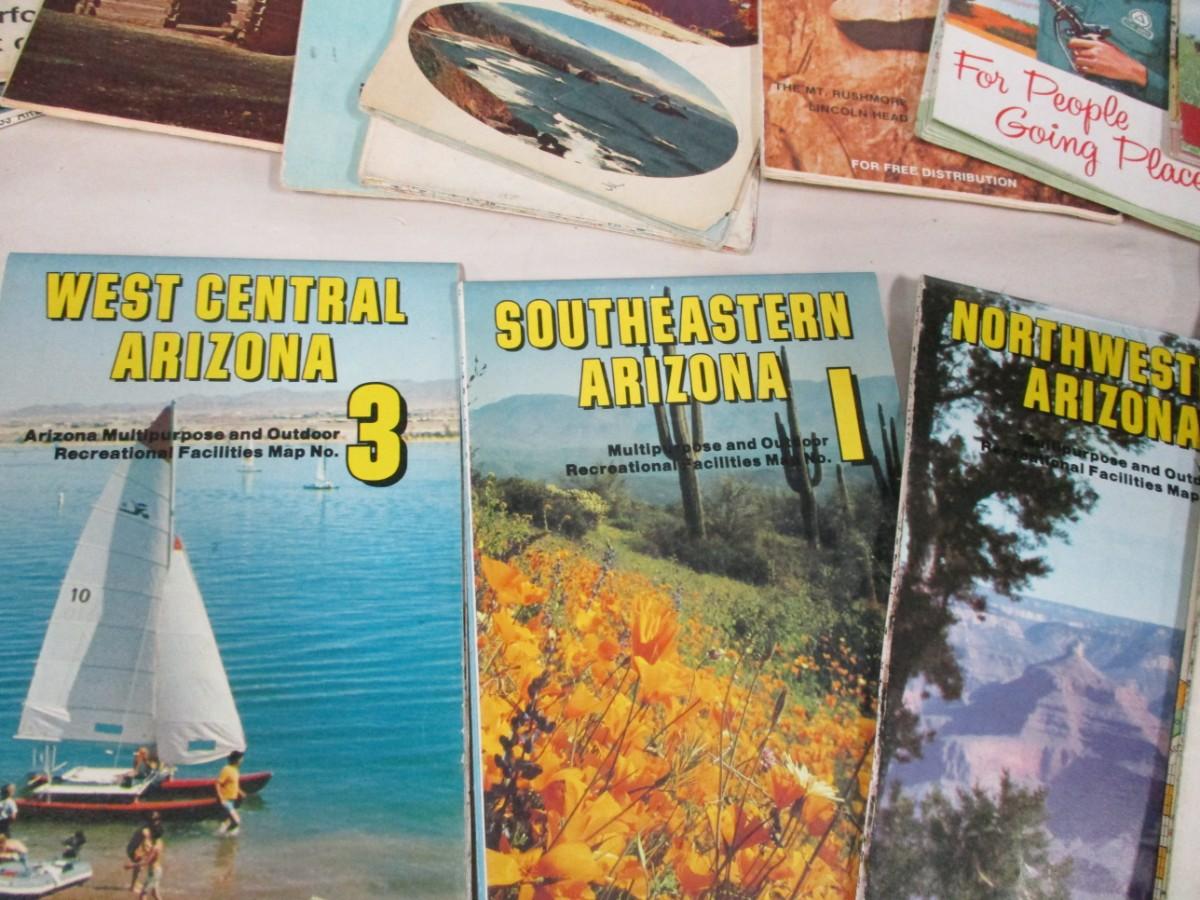 THE MT. RUSHMORE
LINCOLN HEAD
FOR FREE DISTRIBUTION
For People
Going Plac
WEST CENTRAL
ARIZONA
Arizona Multipurpose and Outdoor
Recreational Facilities Map No. 3
10
SOUTHEASTERN
ARIZONA
Multipurpose and Outdoor
Recreational Facilities Map No. 1
NORTHWEST
ARIZONA
Multipurpose and Outd
Recreational Facilities Map